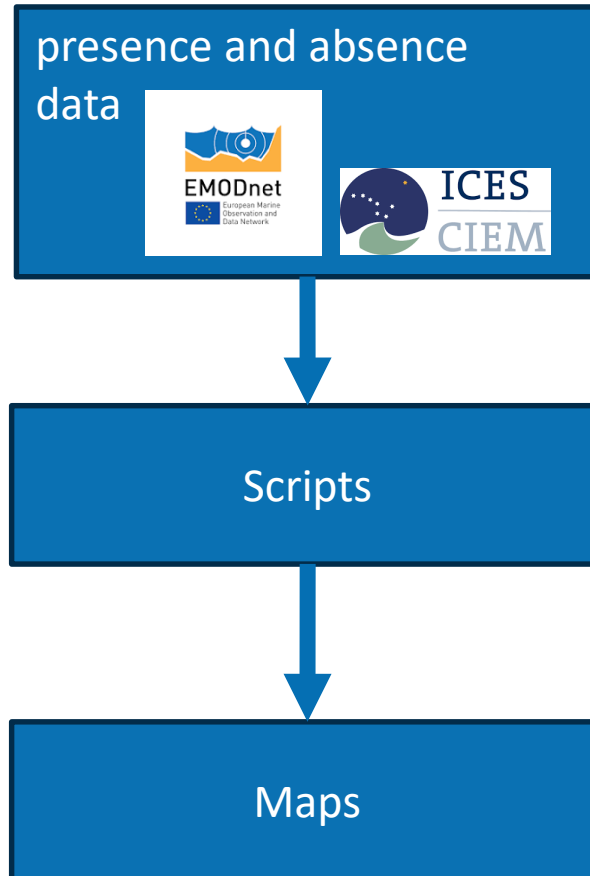 presence and absence
data
EMODnet
European Marine
Observation and
Data Network
ICES
CIEM
Scripts
Maps